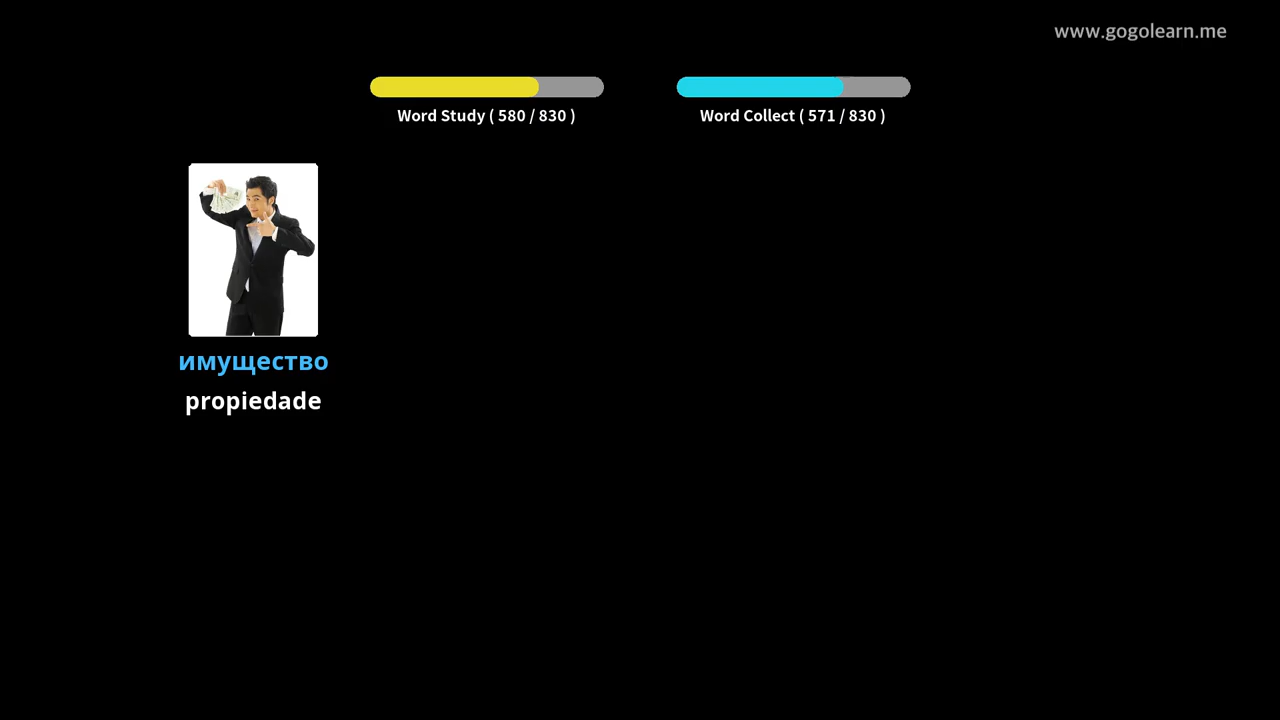 www.gogolearn.me
Word Study ( 580 / 830 )
Word Collect ( 571 / 830 )
имущество
propiedade